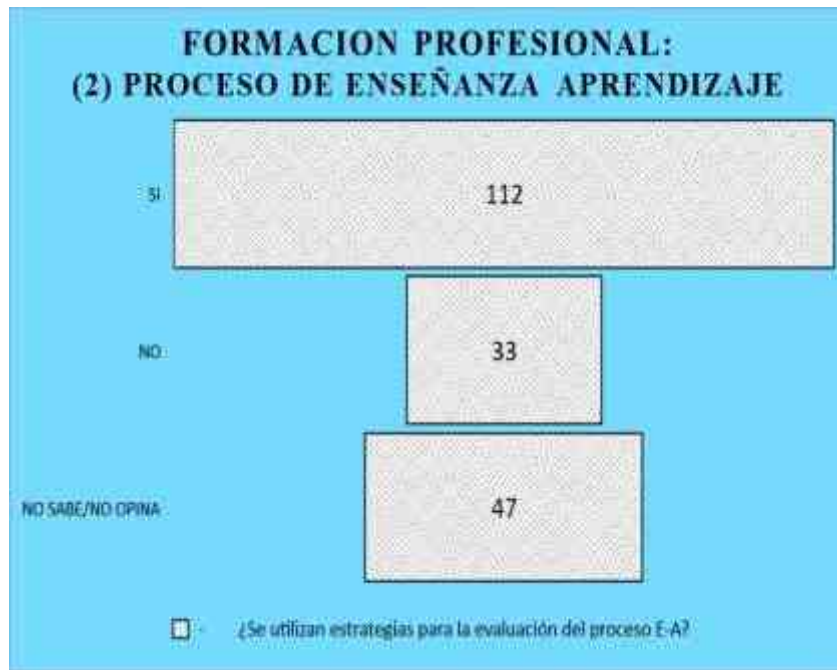 FORMACION PROFESIONAL:
(2) PROCESO DE ENSEÑANZA APRENDIZAJE
SI
112
NO
33
NO SABE/NO OPINA
47
- ¿Se utilizan estrategias para la evaluación del proceso E-A?